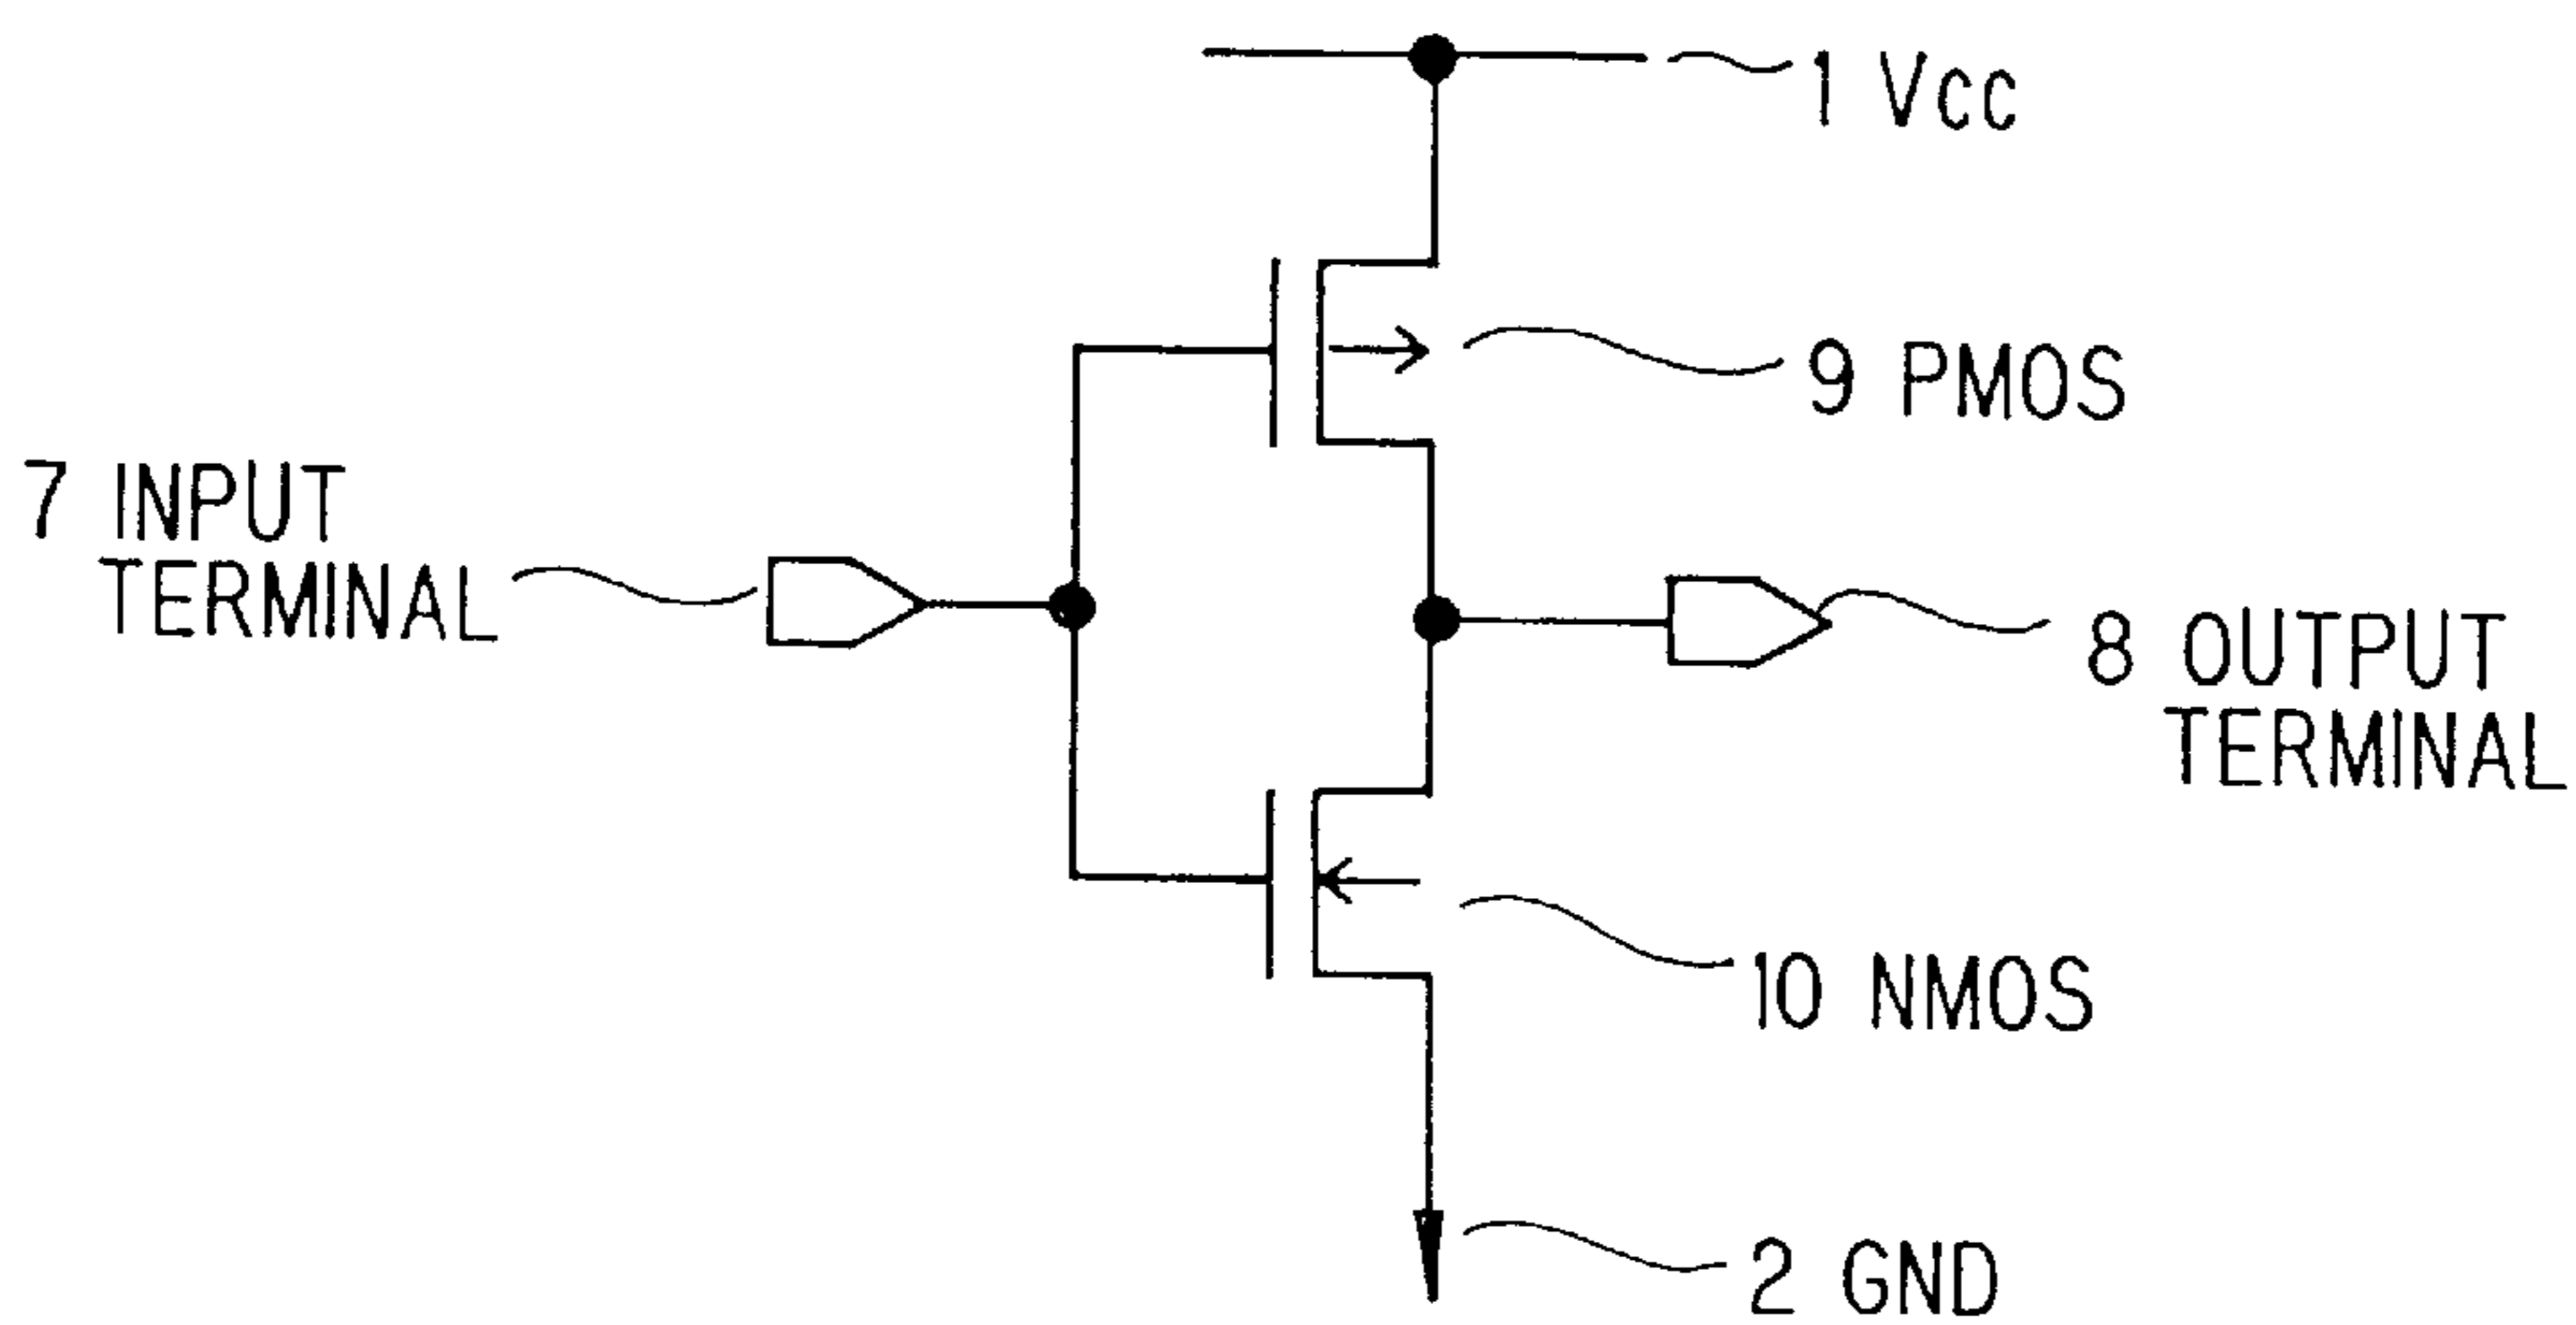 1 Vcc
9 PMOS
7 INPUT
TERMINAL
8 OUTPUT
TERMINAL
10 NMOS
2 GND